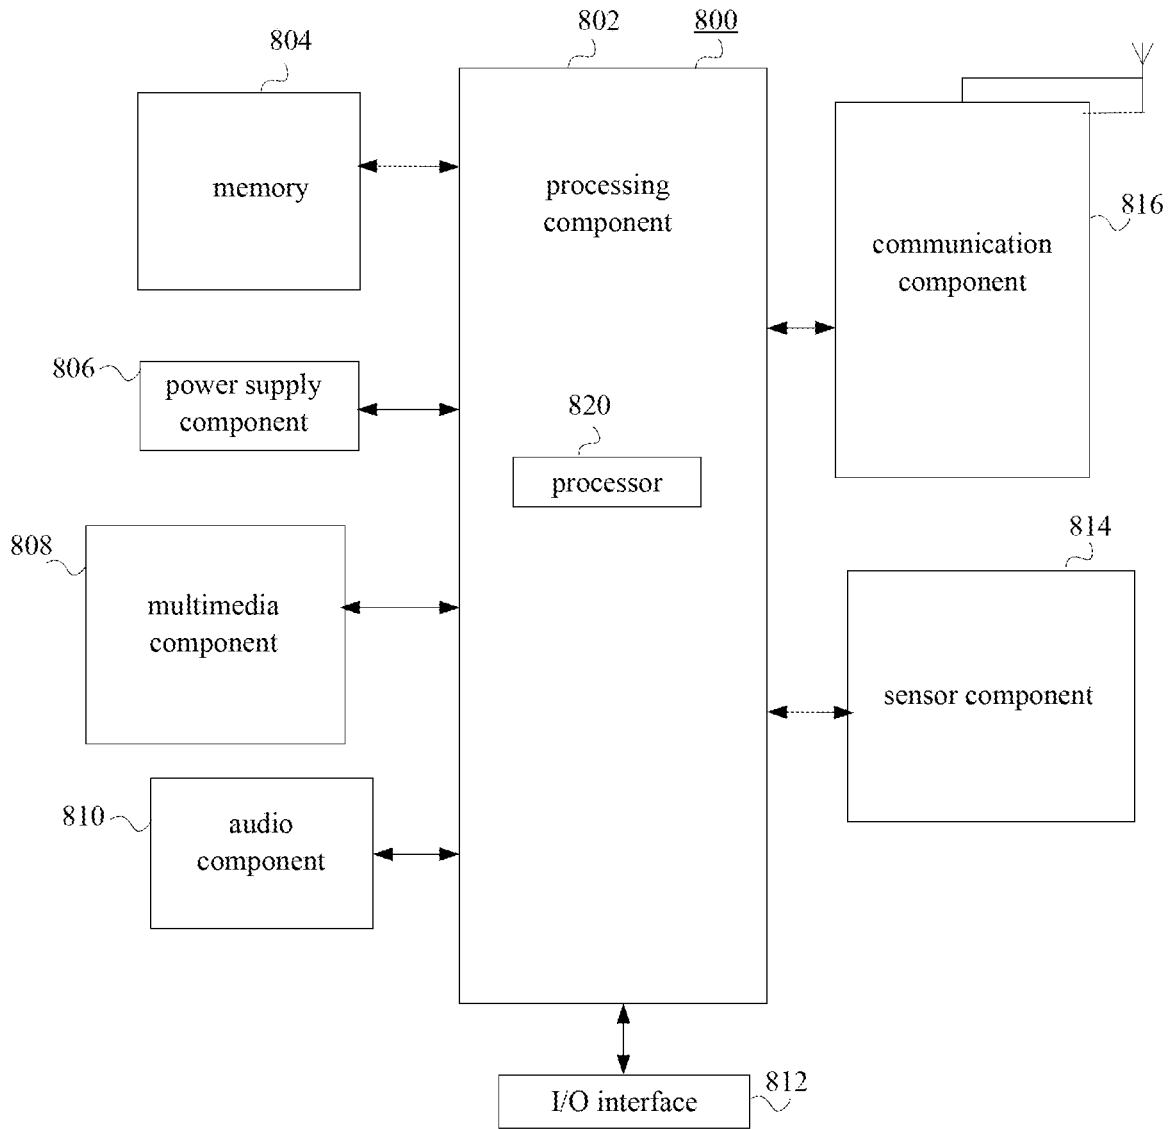 802
800
804
memory
processing
component
816
communication
component
806
power supply
component
820
processor
808
multimedia
component
814
sensor component
810
audio
component
812
I/O interface